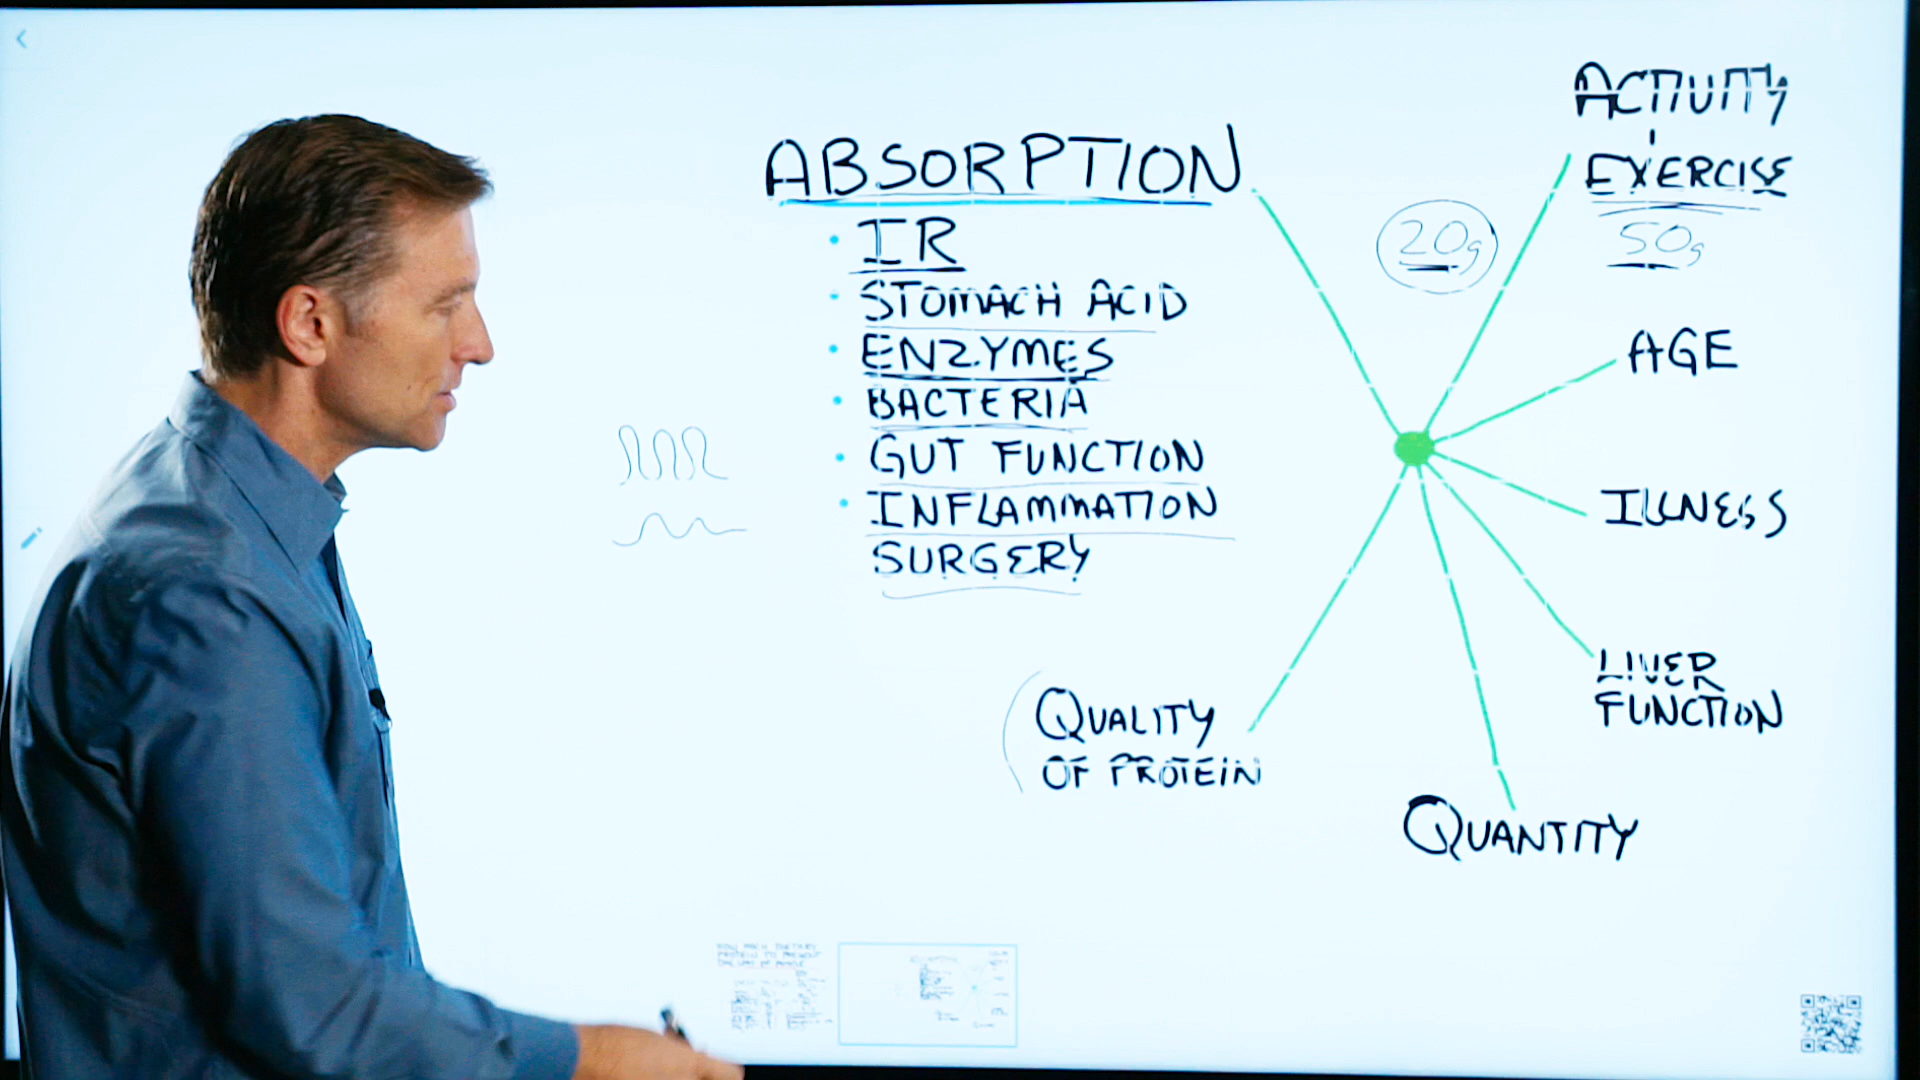 ABSORPTION
• IR
• STOMACH ACID
• ENZYMES
• BACTERIA
• GUT FUNCTION
• INFLAMMATION
SURGERY
ACTIVITY
EXERCISE
20g
50g
AGE
ILLNESS
LIVER
FUNCTION
QUANTITY
QUALITY
OF PROTEIN